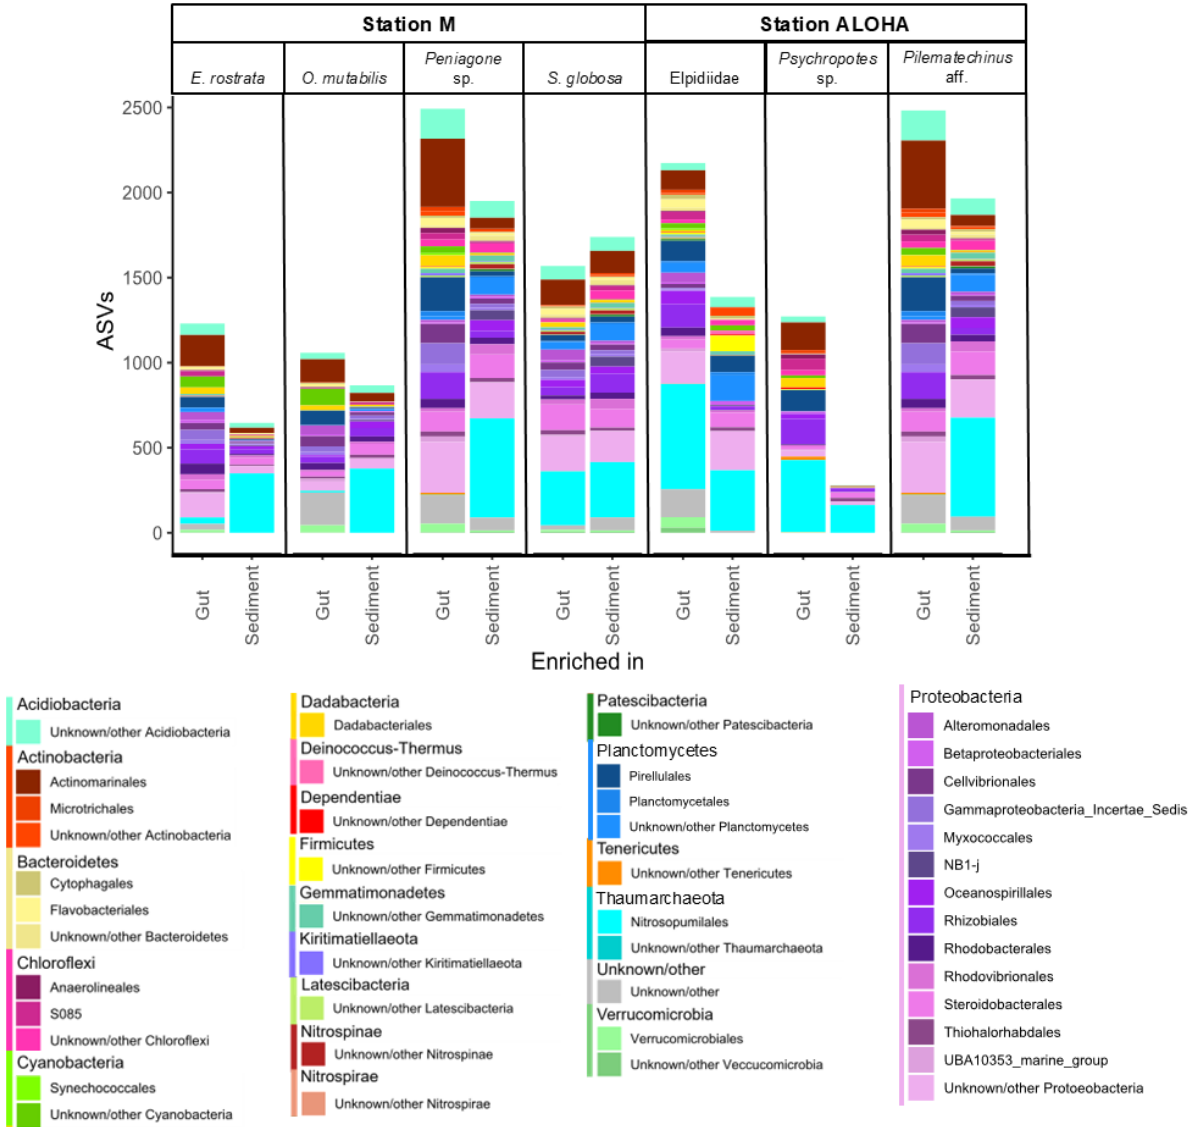 Station M
Station ALOHA
E. rostrata
O. mutabilis
Peniagone
sp.
S. globosa
Elpidiidae
Psychropotes
sp.
Pilematechinus
aff.
ASVs
2500
2000
1500
1000
500
0
Gut
Sediment
Gut
Sediment
Gut
Sediment
Gut
Sediment
Gut
Sediment
Gut
Sediment
Gut
Sediment
Enriched in
Acidiobacteria
Unknown/other Acidiobacteria
Actinobacteria
Actinomarinales
Microtrichales
Unknown/other Actinobacteria
Bacteroidetes
Cytophagales
Flavobacteriales
Unknown/other Bacteroidetes
Chloroflexi
Anaerolineales
S085
Unknown/other Chloroflexi
Cyanobacteria
Synechococcales
Unknown/other Cyanobacteria
Dadabacteria
Dadabacteriales
Deinococcus-Thermus
Unknown/other Deinococcus-Thermus
Dependentiae
Unknown/other Dependentiae
Firmicutes
Unknown/other Firmicutes
Gemmatimonadetes
Unknown/other Gemmatimonadetes
Kiritimatiellaeota
Unknown/other Kiritimatiellaeota
Latescibacteria
Unknown/other Latescibacteria
Nitrospinae
Unknown/other Nitrospinae
Nitrospirae
Unknown/other Nitrospirae
Patescibacteria
Unknown/other Patescibacteria
Planctomycetes
Pirellulales
Planctomycetales
Unknown/other Planctomycetes
Tenericutes
Unknown/other Tenericutes
Thaumarchaeota
Nitrosopumilales
Unknown/other Thaumarchaeota
Unknown/other
Unknown/other
Verrucomicrobia
Verrucomicrobiales
Unknown/other Veccucomicrobia
Proteobacteria
Alteromonadales
Betaproteobacteriales
Cellvibrionales
Gammaproteobacteria_Incertae_Sedis
Myxococcales
NB1-j
Oceanospirillales
Rhizobiales
Rhodobacterales
Rhodovibrionales
Steroidobacterales
Thiohalorhabdales
UBA10353_marine_group
Unknown/other Protoeobacteria